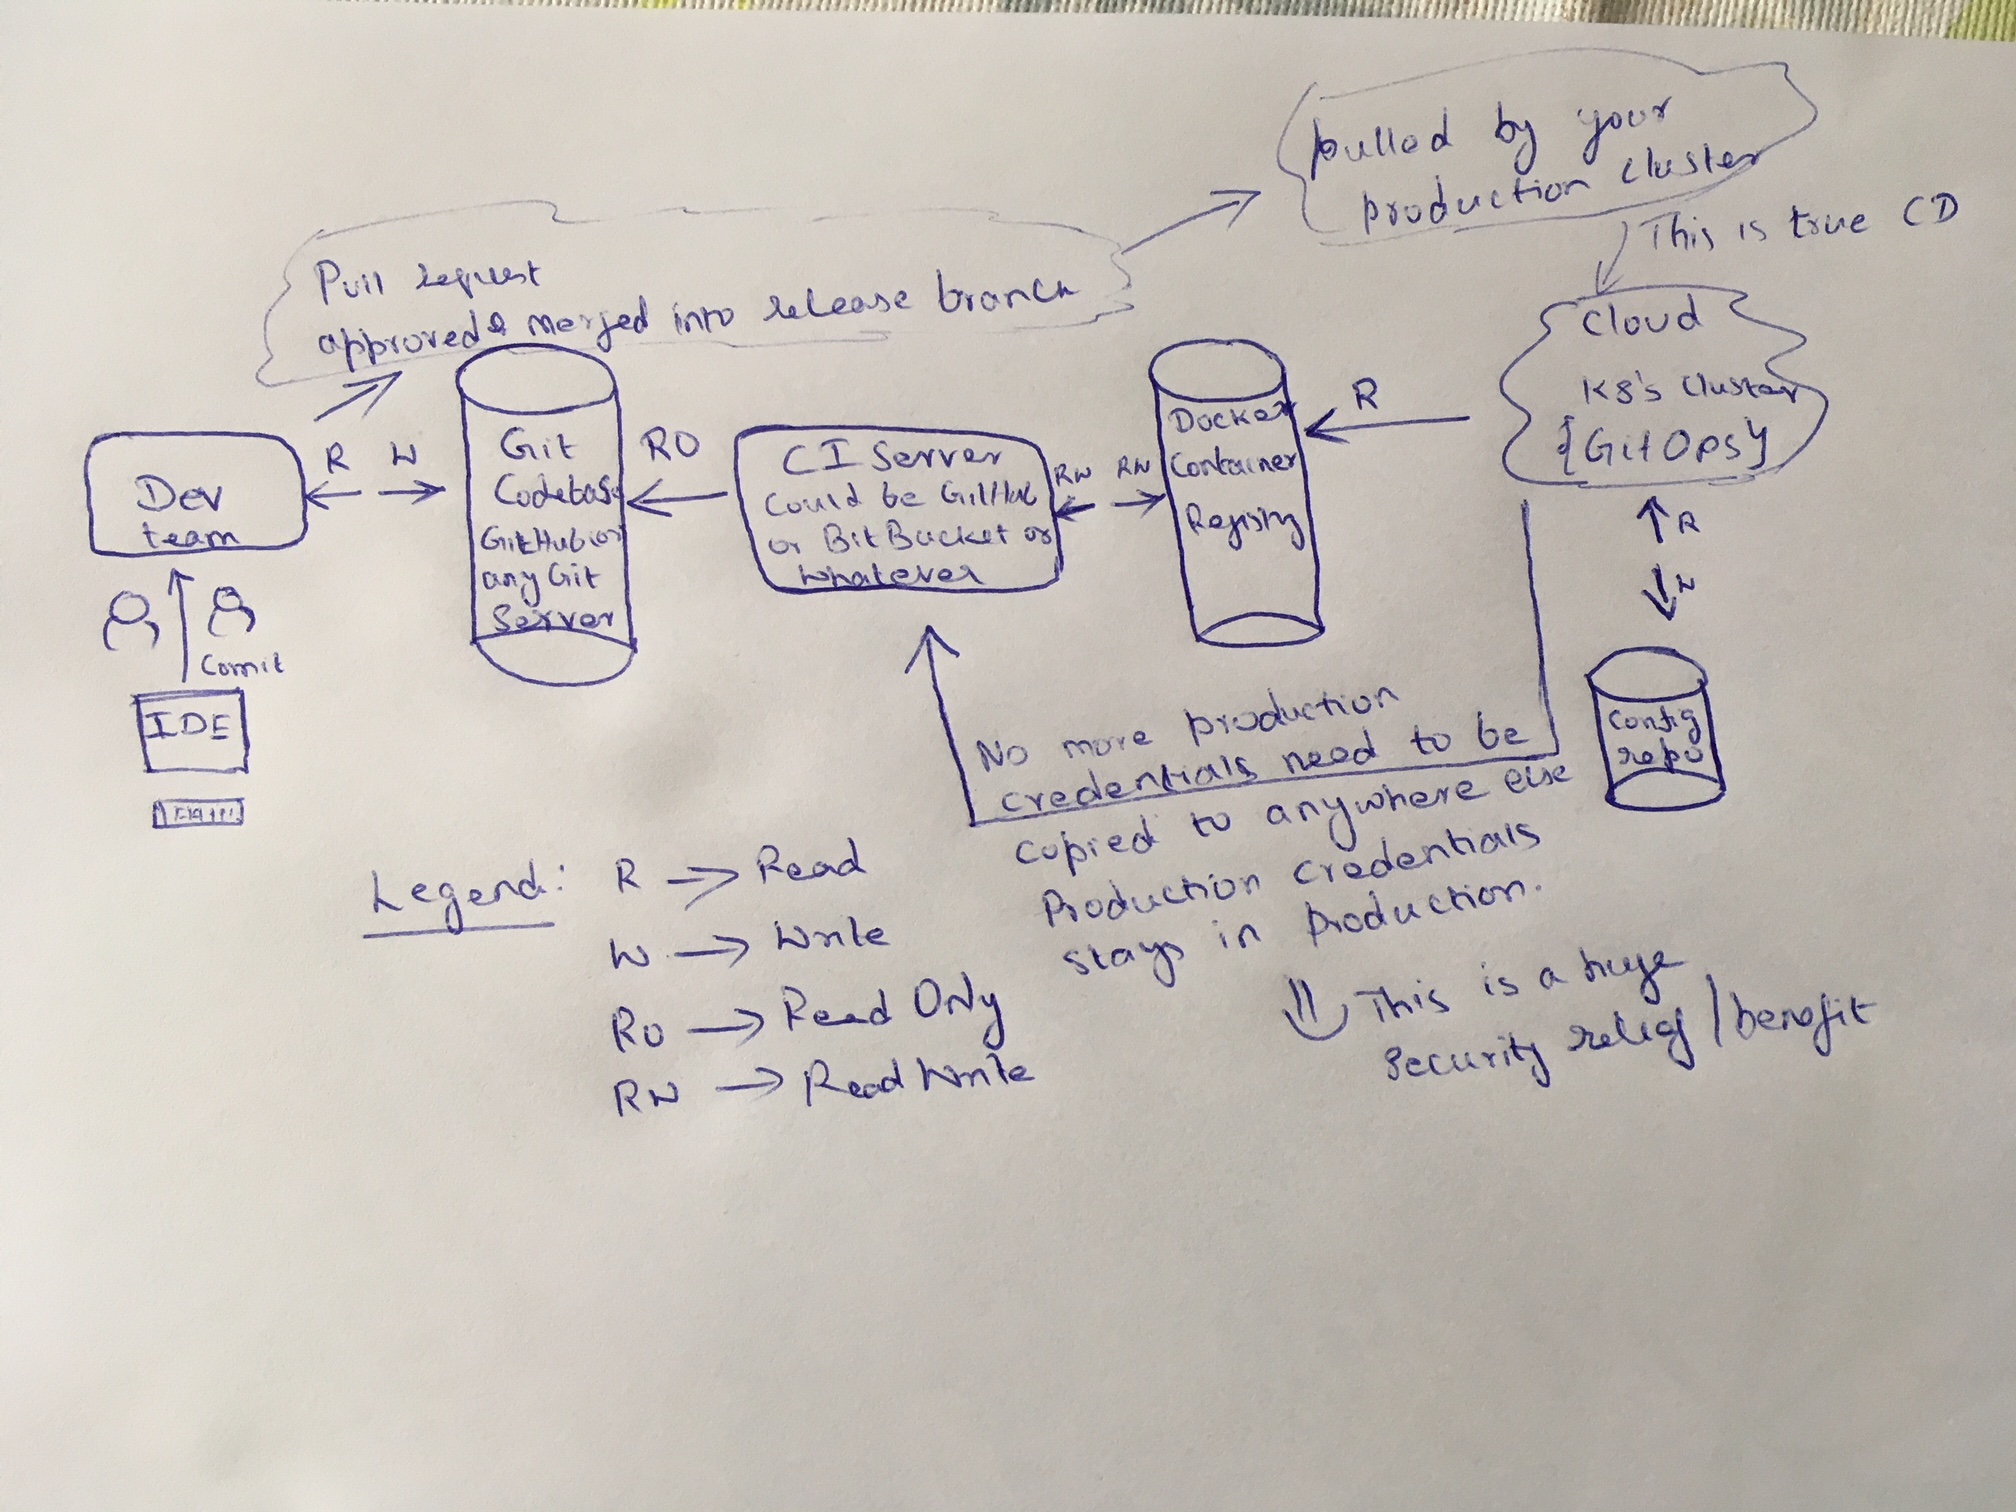 pulled by your
production cluster
This is true CD
Pull request
approved & merged into release branch
Cloud
K8's cluster
{GitOps}
R
W
Dev
team
Comit
IDE
R W
Git
Codebase
GitHub or
any Git
Server
RO
CI Server
Could be GitHub
or BitBucket or
whatever
RW RW
Docker
Container
Registry
R
Config
repo
No more production
credentials need to be
copied to anywhere else
Production credentials
stays in production.
This is a huge
security relief/benefit
Legend:
R → Read
W → Write
RO → Read Only
RW → Read Write